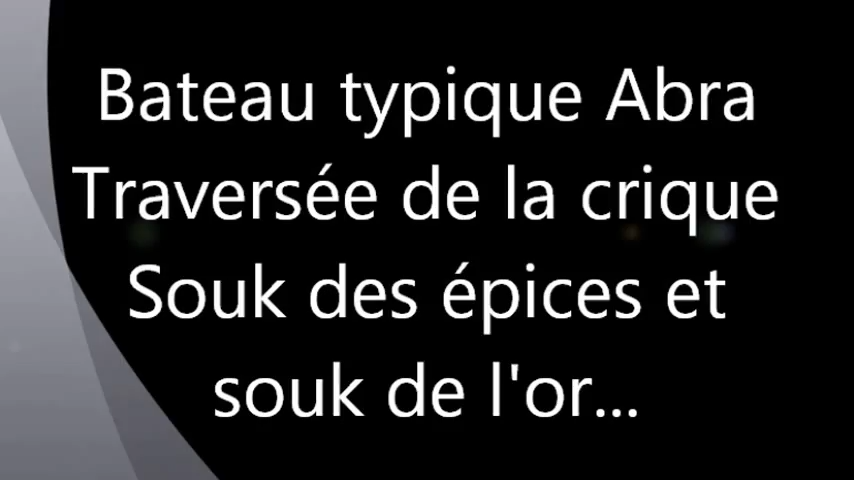 Bateau typique Abra
Traversée de la crique
Souk des épices et
souk de l'or...